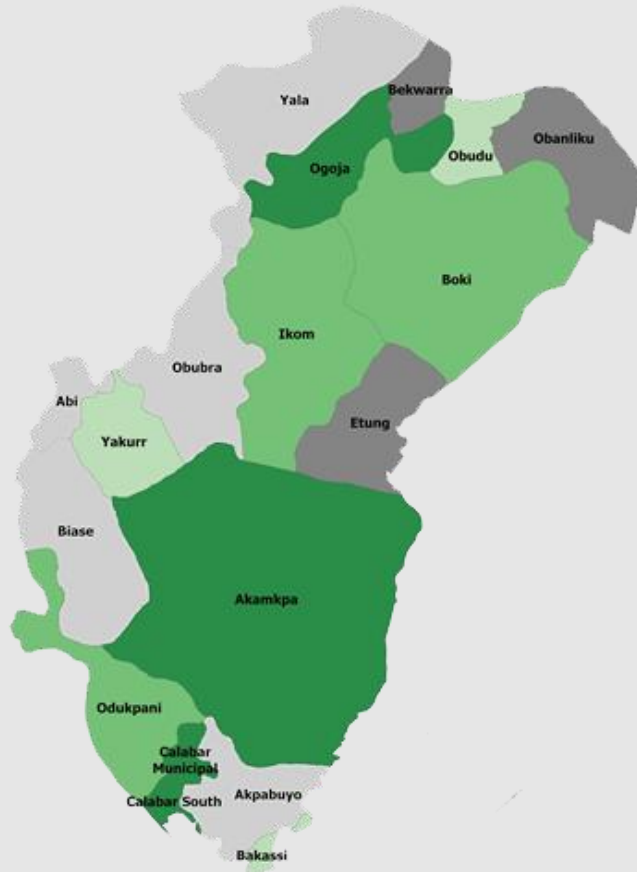 Bekwarra
Yala
Obudu
Obanliku
Ogoja
Boki
Ikom
Obubra
Abi
Etung
Yakurr
Biase
Akamkpa
Odukpani
Calabar
Municipal
Akpabuyo
Calabar South
Bakassi